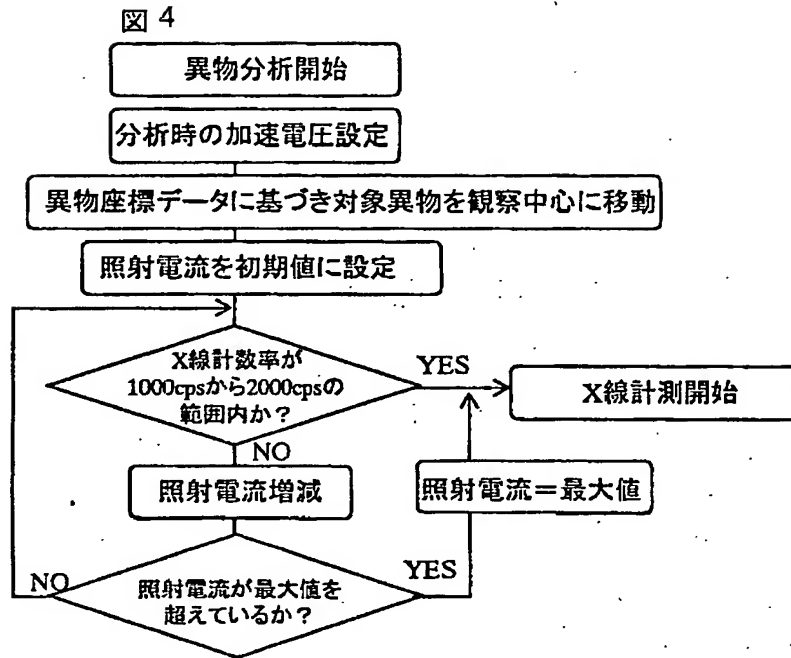 図 4
異物分析開始
分析時の加速電圧設定
異物座標データに基づき対象異物を観察中心に移動
照射電流を初期値に設定
X線計数率が
1000cpsから2000cpsの
範囲内か？
YES
X線計測開始
NO
照射電流増減
照射電流＝最大値
NO
照射電流が最大値を
超えているか？
YES